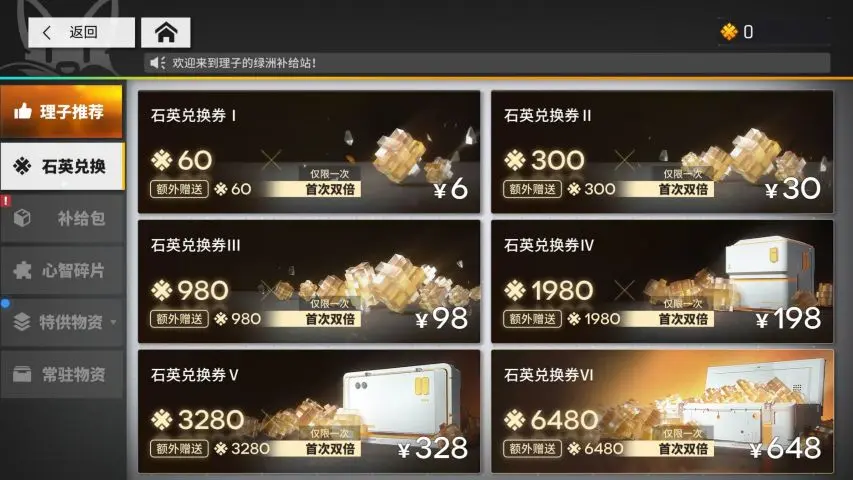 返回
0
欢迎来到理子的绿洲补给站!
理子推荐
石英兑换
补给包
心智碎片
特供物资
常驻物资
石英兑换券 I
60
仅限一次
额外赠送 60 首次双倍
¥6
石英兑换券 II
300
仅限一次
额外赠送 300 首次双倍
¥30
石英兑换券III
980
仅限一次
额外赠送 980 首次双倍
¥98
石英兑换券IV
1980
仅限一次
额外赠送 1980 首次双倍
¥198
石英兑换券 V
3280
仅限一次
额外赠送 3280 首次双倍
¥328
石英兑换券VI
6480
仅限一次
额外赠送 6480 首次双倍
¥648